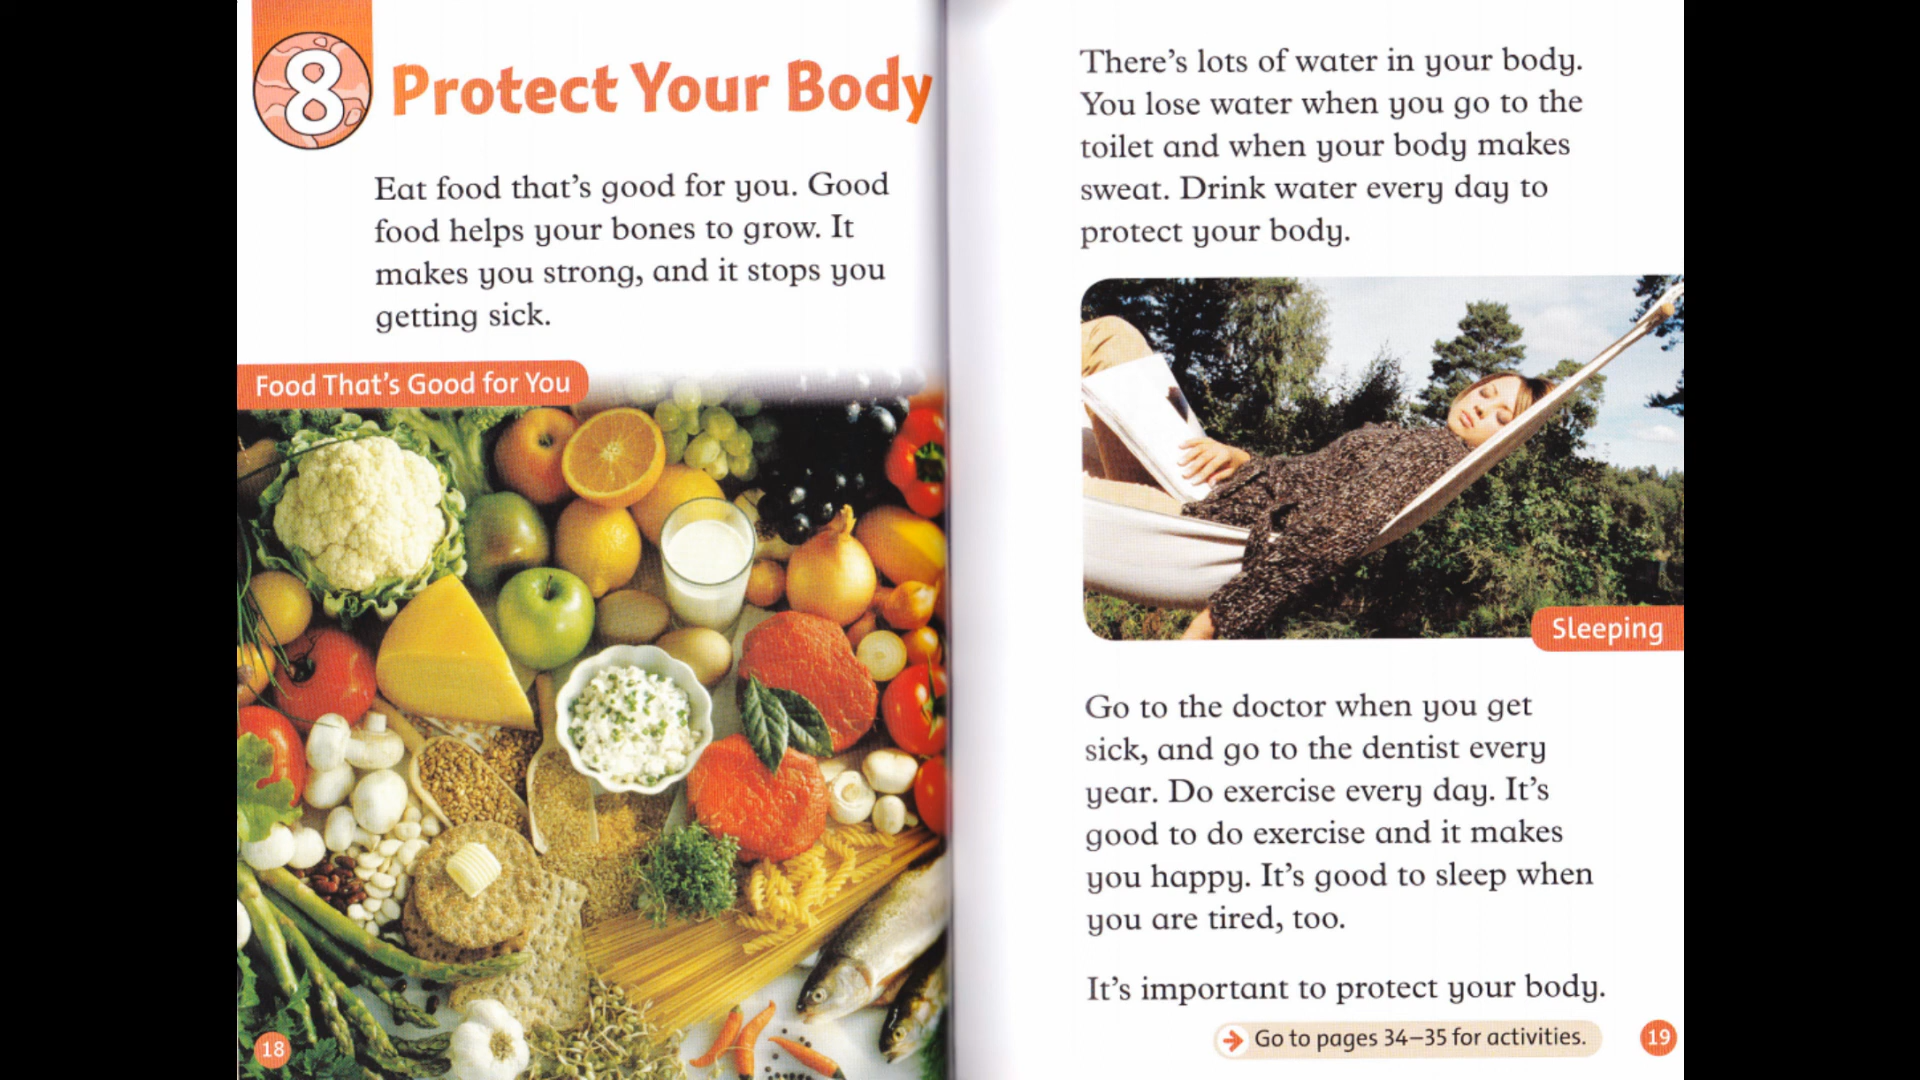 8
Protect Your Body
Eat food that's good for you. Good
food helps your bones to grow. It
makes you strong, and it stops you
getting sick.
Food That's Good for You
18
There's lots of water in your body.
You lose water when you go to the
toilet and when your body makes
sweat. Drink water every day to
protect your body.
Sleeping
Go to the doctor when you get
sick, and go to the dentist every
year. Do exercise every day. It's
good to do exercise and it makes
you happy. It's good to sleep when
you are tired, too.
It's important to protect your body.
Go to pages 34–35 for activities.
19